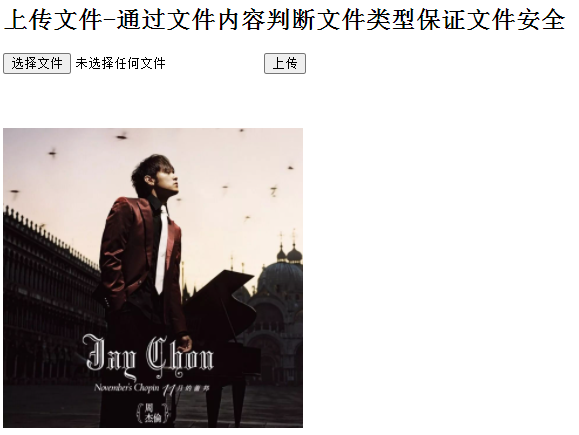 上传文件-通过文件内容判断文件类型保证文件安全
选择文件 未选择任何文件 上传
Jay Chou
November's Chopin 11月的蕭邦
周
杰倫